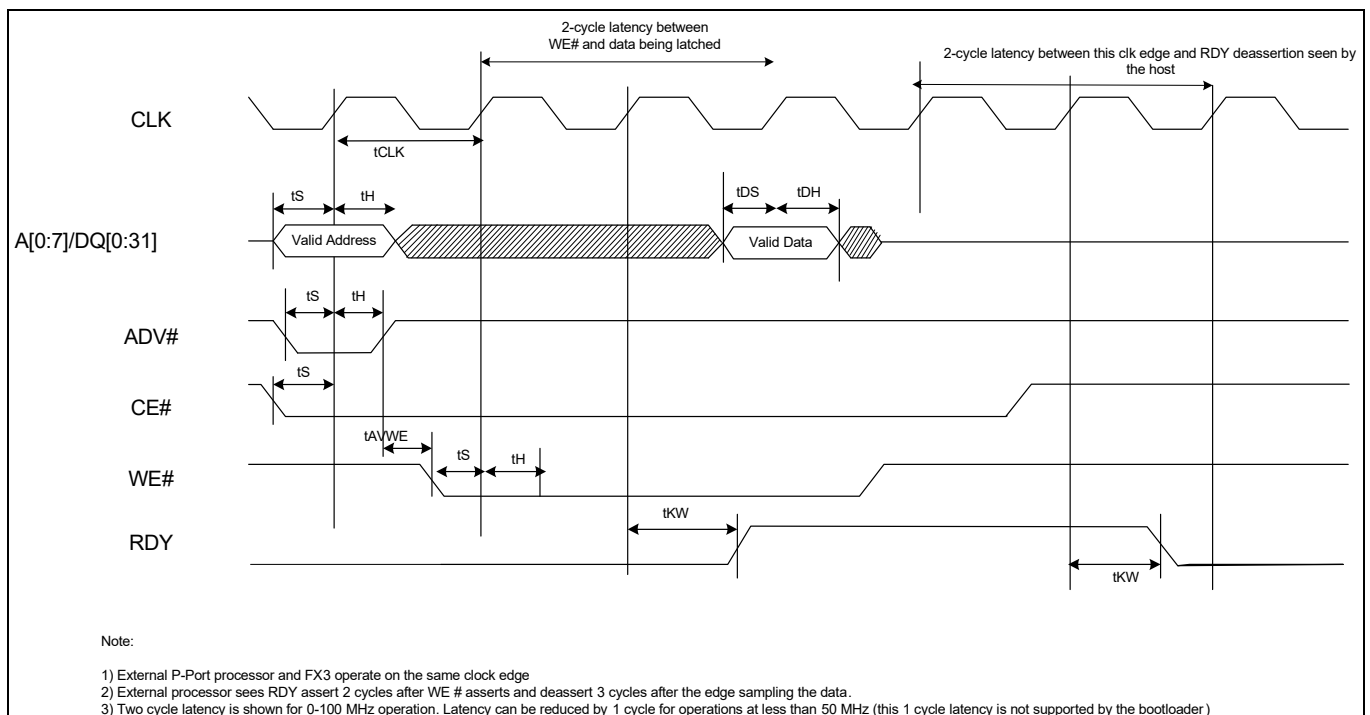 2-cycle latency between
WE# and data being latched
2-cycle latency between this clk edge and RDY deassertion seen by
the host
CLK
tCLK
tS tH tDS tDH
A[0:7]/DQ[0:31] Valid Address Valid Data
tS tH
ADV#
tS
CE#
tAVWE
tS tH
WE#
tKW
RDY
tKW
Note:
1) External P-Port processor and FX3 operate on the same clock edge
2) External processor sees RDY assert 2 cycles after WE # asserts and deassert 3 cycles after the edge sampling the data.
3) Two cycle latency is shown for 0-100 MHz operation. Latency can be reduced by 1 cycle for operations at less than 50 MHz (this 1 cycle latency is not supported by the bootloader)